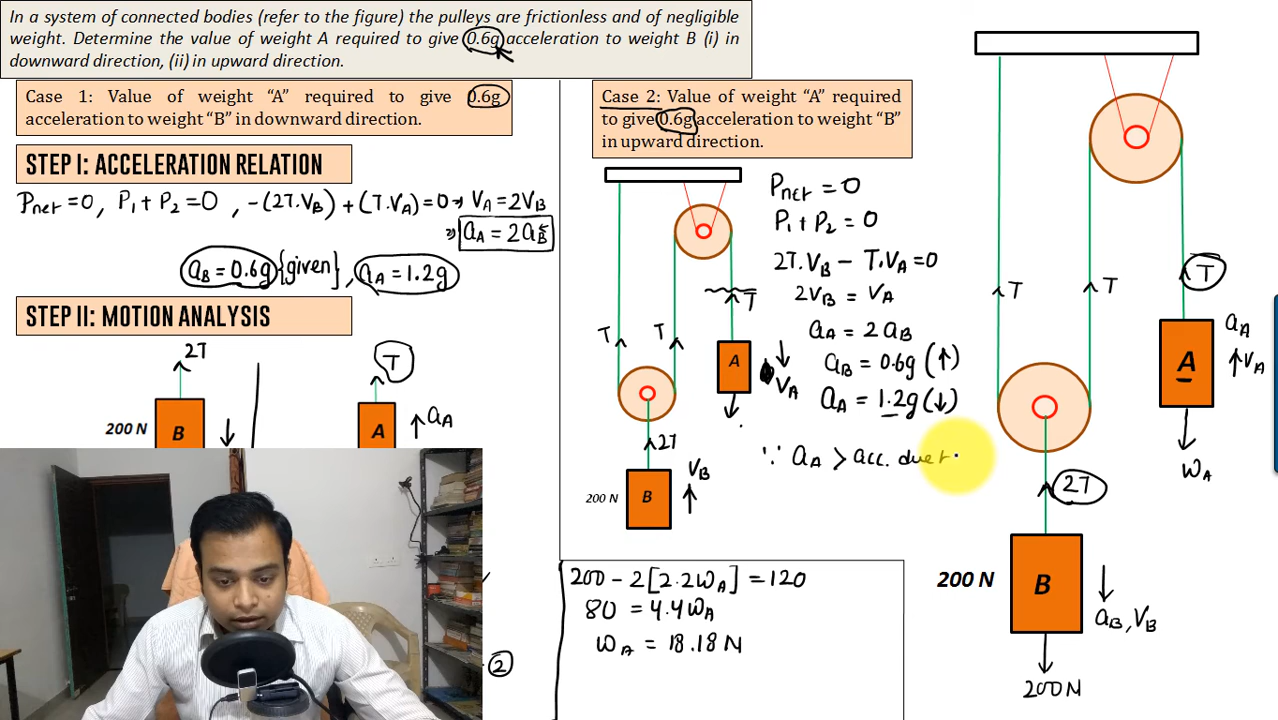 In a system of connected bodies (refer to the figure) the pulleys are frictionless and of negligible
weight. Determine the value of weight A required to give 0.6g acceleration to weight B (i) in
downward direction, (ii) in upward direction.
Case 1: Value of weight “A” required to give 0.6g
acceleration to weight “B” in downward direction.
STEP I: ACCELERATION RELATION
Pnet = 0, P1 + P2 = 0, -(2T.VB) + (T.VA) = 0 → VA = 2VB
⇒ aA = 2aB
aB = 0.6g {given}, aA = 1.2g
STEP II: MOTION ANALYSIS
2T
T
200 N
B
A
aA
2
Case 2: Value of weight “A” required
to give 0.6g acceleration to weight “B”
in upward direction.
T
T
T
A
VA
2T
VB
200 N
B
Pnet = 0
P1 + P2 = 0
2T.VB - T.VA = 0
2VB = VA
aA = 2aB
aB = 0.6g (↑)
aA = 1.2g (↓)
∵ aA > acc. due t
200 - 2[2.2WA] = 120
80 = 4.4WA
WA = 18.18 N
T
T
T
A
aA
VA
WA
2T
200 N
B
aB, VB
200N